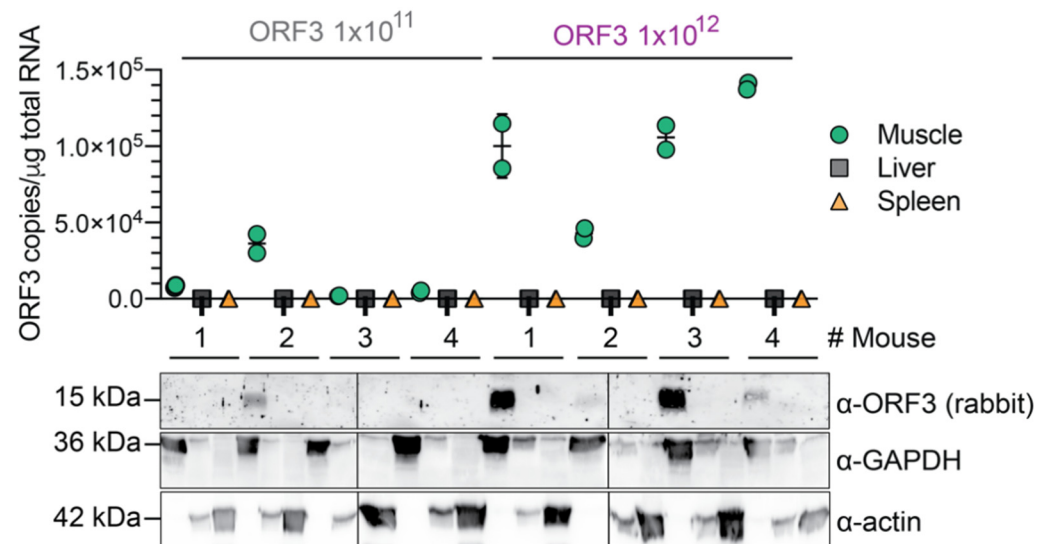 ORF3 1x10¹¹ ORF3 1x10¹²
ORF3 copies/µg total RNA
1.5×10⁵
1.0×10⁵
5.0×10⁴
0.0
Muscle
Liver
Spleen
1 2 3 4 1 2 3 4 # Mouse
15 kDa α-ORF3 (rabbit)
36 kDa α-GAPDH
42 kDa α-actin